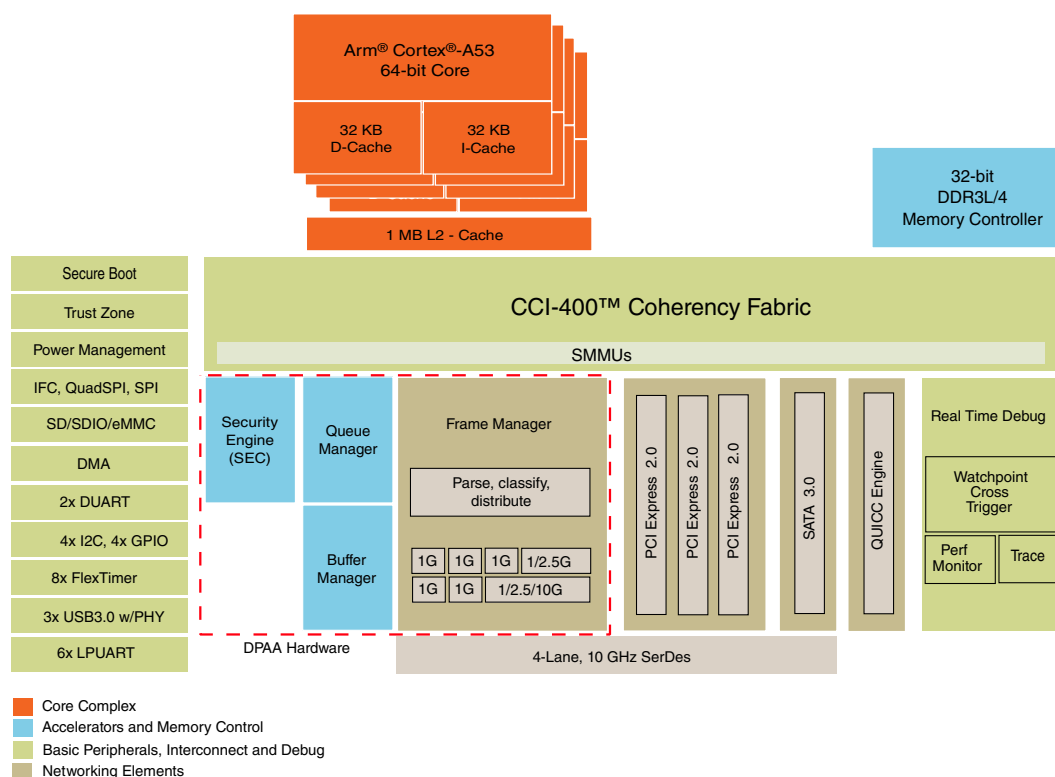 Arm® Cortex®-A53
64-bit Core
32 KB
D-Cache
32 KB
I-Cache
1 MB L2 - Cache
32-bit
DDR3L/4
Memory Controller
Secure Boot
Trust Zone
Power Management
IFC, QuadSPI, SPI
SD/SDIO/eMMC
DMA
2x DUART
4x I2C, 4x GPIO
8x FlexTimer
3x USB3.0 w/PHY
6x LPUART
CCI-400™ Coherency Fabric
SMMUs
Security
Engine
(SEC)
Queue
Manager
Buffer
Manager
Frame Manager
Parse, classify,
distribute
1G
1G
1G
1/2.5G
1G
1G
1/2.5/10G
DPAA Hardware
PCI Express 2.0
PCI Express 2.0
PCI Express 2.0
SATA 3.0
QUICC Engine
Real Time Debug
Watchpoint
Cross
Trigger
Perf
Monitor
Trace
4-Lane, 10 GHz SerDes
Core Complex
Accelerators and Memory Control
Basic Peripherals, Interconnect and Debug
Networking Elements